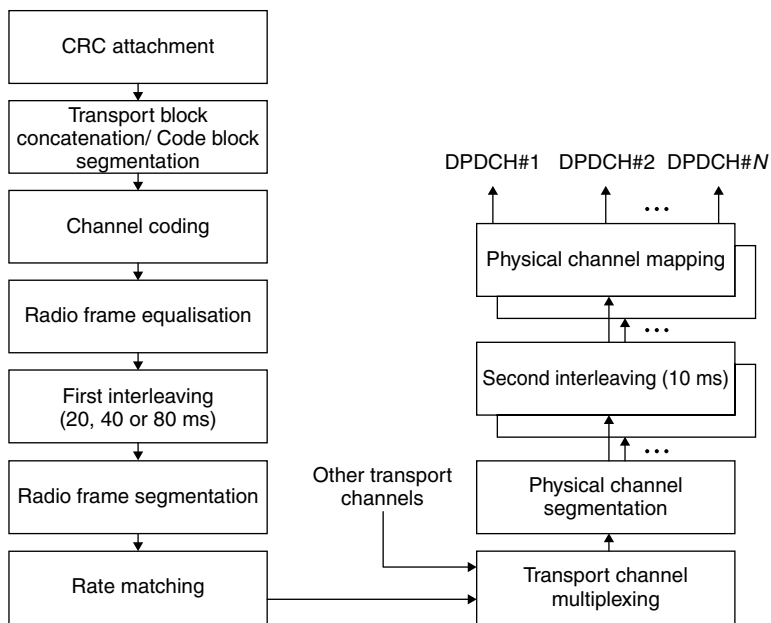 CRC attachment
Transport block
concatenation/ Code block
segmentation
Channel coding
Radio frame equalisation
First interleaving
(20, 40 or 80 ms)
Radio frame segmentation
Rate matching
Other transport
channels
DPDCH#1 DPDCH#2 DPDCH#N
...
Physical channel mapping
...
Second interleaving (10 ms)
...
Physical channel
segmentation
Transport channel
multiplexing